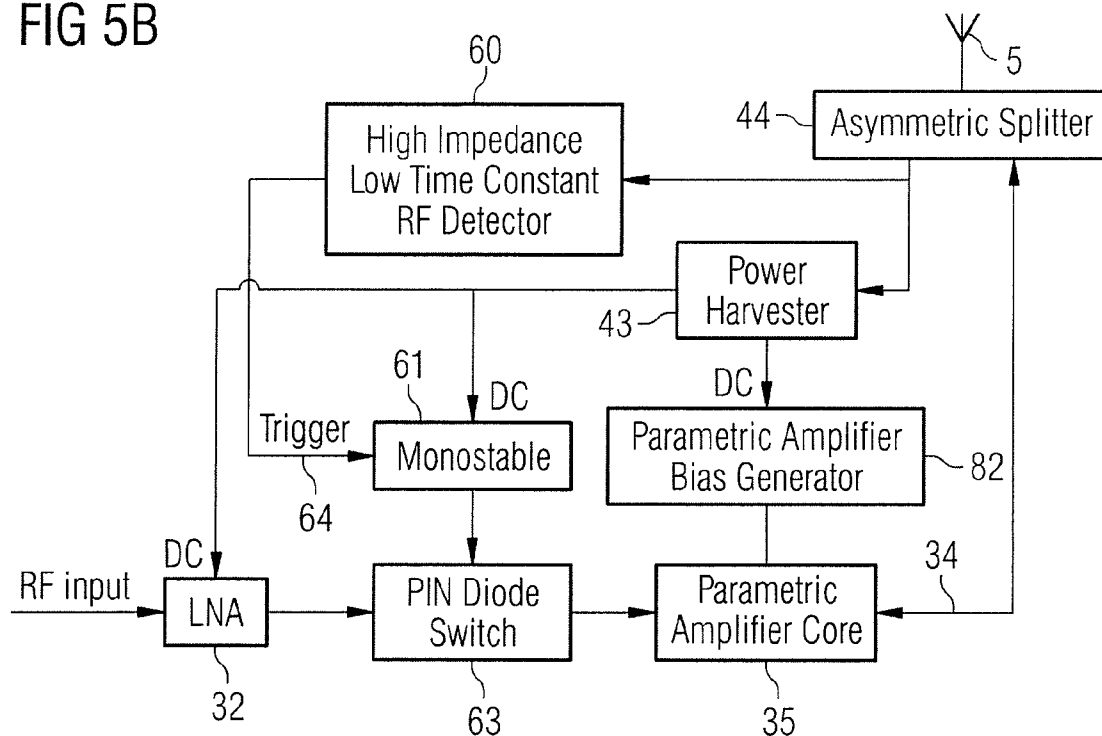 FIG 5B
60
5
44
Asymmetric Splitter
High Impedance
Low Time Constant
RF Detector
Power
Harvester
43
61
DC
DC
Trigger
Monostable
Parametric Amplifier
Bias Generator
82
64
DC
34
RF input
LNA
PIN Diode
Switch
Parametric
Amplifier Core
32
63
35